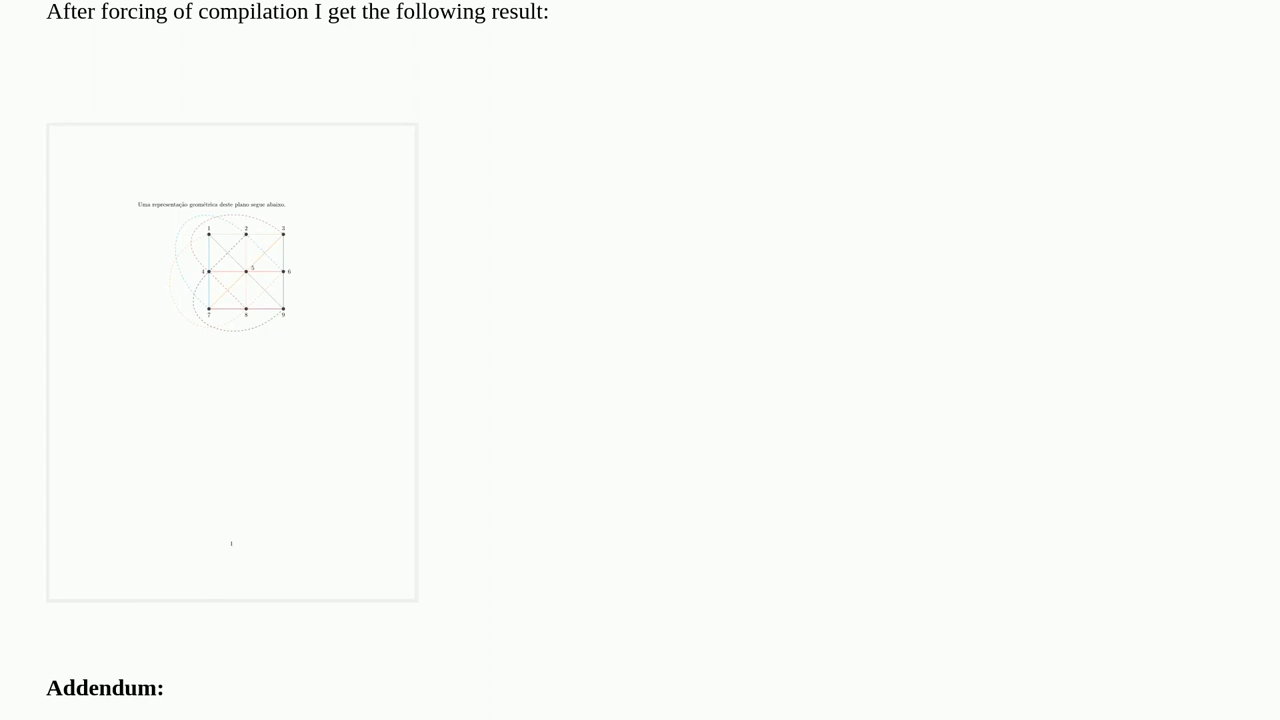 After forcing of compilation I get the following result:
Uma representação geométrica deste plano segue abaixo.
1 2 3
4 5 6
7 8 9
1
Addendum: